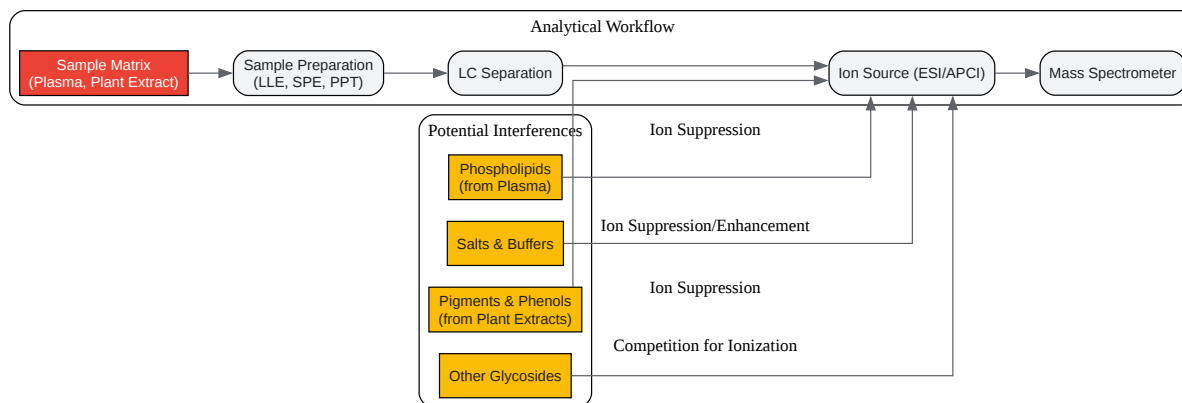 Analytical Workflow
Sample Matrix
(Plasma, Plant Extract)
Sample Preparation
(LLE, SPE, PPT)
LC Separation
Ion Source (ESI/APCI)
Mass Spectrometer
Potential Interferences
Ion Suppression
Phospholipids
(from Plasma)
Ion Suppression/Enhancement
Salts & Buffers
Ion Suppression
Pigments & Phenols
(from Plant Extracts)
Competition for Ionization
Other Glycosides